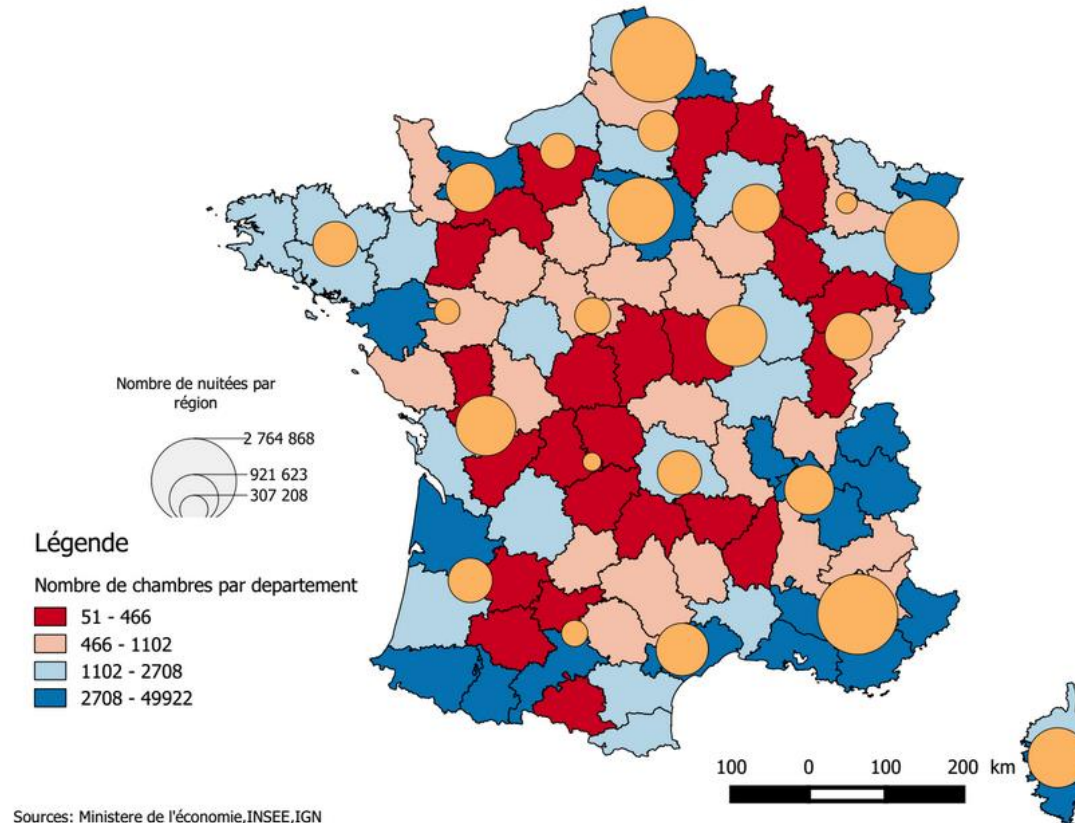 Nombre de nuitées par
région
2 764 868
921 623
307 208
Légende
Nombre de chambres par departement
51 - 466
466 - 1102
1102 - 2708
2708 - 49922
100 0 100 200 km
Sources: Ministere de l'économie,INSEE,IGN